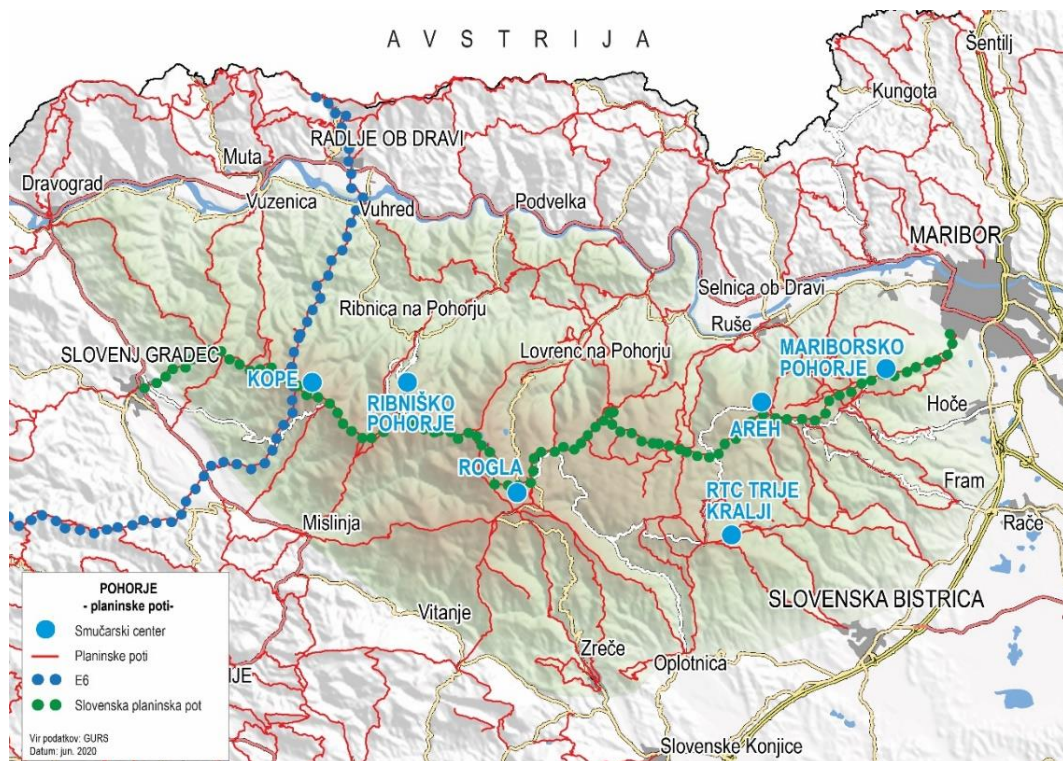 A V S T R I J A
Šentilj
Kungota
RADLJE OB DRAVI
Muta
Dravograd
Vuzenica
Vuhred
Podvelka
MARIBOR
Selnica ob Dravi
Ribnica na Pohorju
Ruše
SLOVENJ GRADEC
Lovrenc na Pohorju
MARIBORSKO
POHORJE
KOPE
RIBNIŠKO
POHORJE
AREH
Hoče
ROGLA
RTC TRIJE
KRALJI
Fram
Rače
Mislinja
SLOVENSKA BISTRICA
Vitanje
Zreče
Oplotnica
Slovenske Konjice
POHORJE
- planinske poti-
Smučarski center
Planinske poti
E6
Slovenska planinska pot
IJE
Vir podatkov: GURS
Datum: jun. 2020